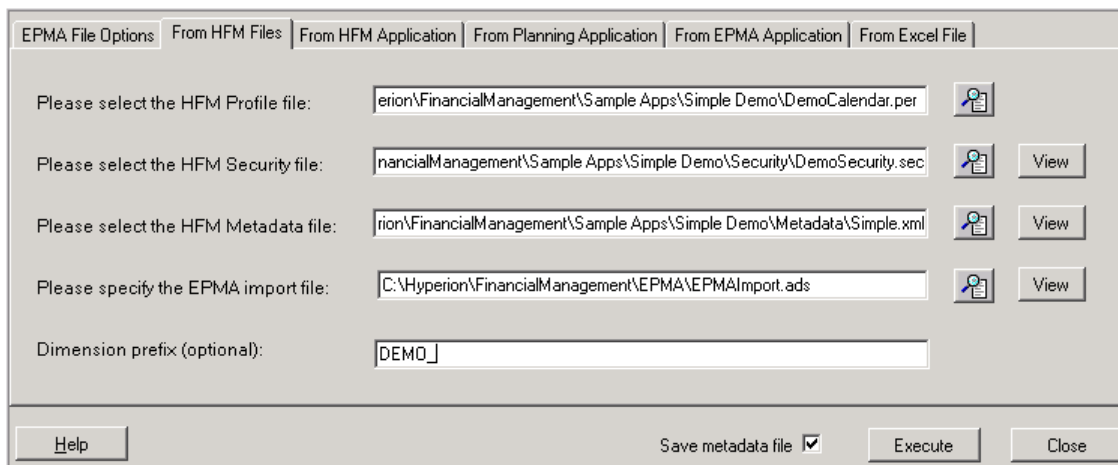 EPMA File Options From HFM Files From HFM Application From Planning Application From EPMA Application From Excel File
Please select the HFM Profile file: erion\FinancialManagement\Sample Apps\Simple Demo\DemoCalendar.per
Please select the HFM Security file: nancialManagement\Sample Apps\Simple Demo\Security\DemoSecurity.sec View
Please select the HFM Metadata file: rion\FinancialManagement\Sample Apps\Simple Demo\Metadata\Simple.xml View
Please specify the EPMA import file: C:\Hyperion\FinancialManagement\EPMA\EPMAImport.ads View
Dimension prefix (optional): DEMO_
Help Save metadata file Execute Close